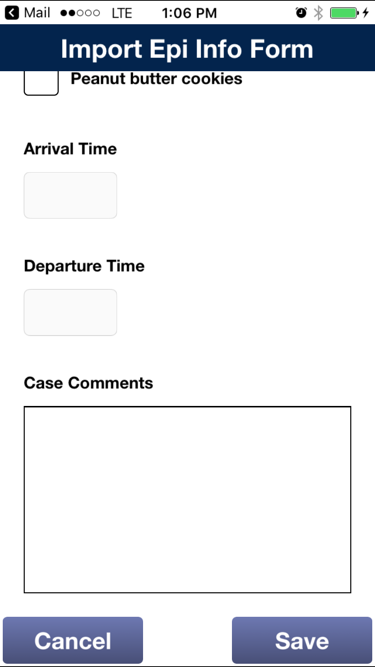 Mail LTE 1:06 PM
Import Epi Info Form
Peanut butter cookies
Arrival Time
Departure Time
Case Comments
Cancel Save